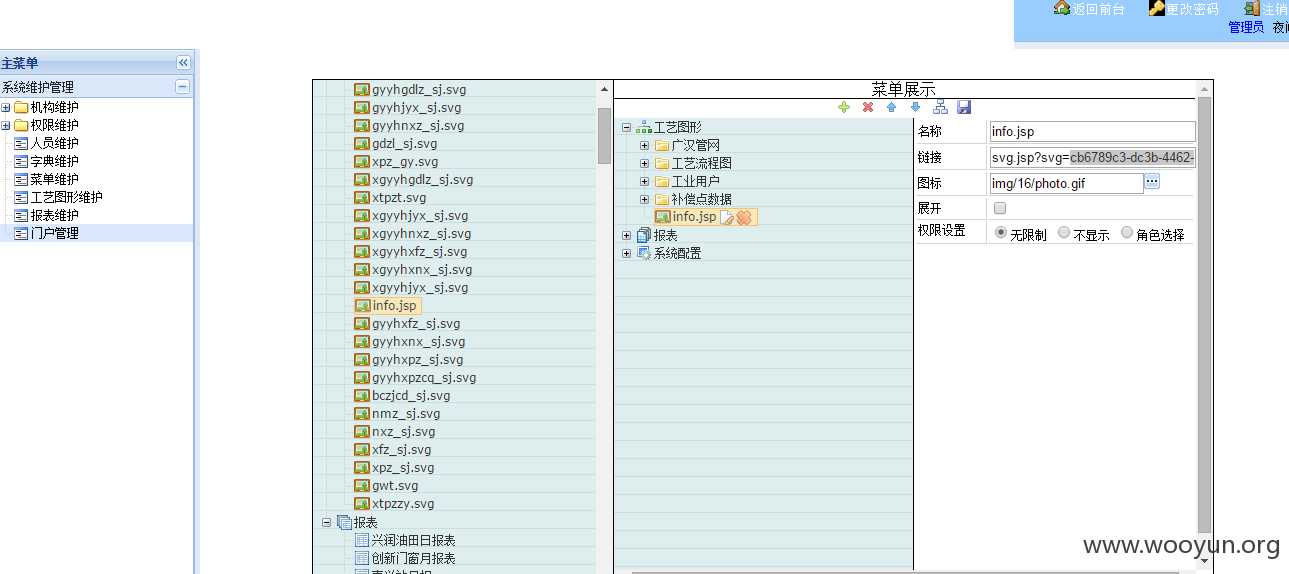 返回前台 更改密码 注销
管理员 夜间
主菜单
系统维护管理
机构维护
权限维护
人员维护
字典维护
菜单维护
工艺图形维护
报表维护
门户管理
gyyhgdlz_sj.svg
gyyhjyx_sj.svg
gyyhnxz_sj.svg
gdzl_sj.svg
xpz_gy.svg
xgyyhgdlz_sj.svg
xtpzt.svg
xgyyhjyx_sj.svg
xgyyhnxz_sj.svg
xgyyhxfz_sj.svg
xgyyhxnx_sj.svg
xgyyhjyx_sj.svg
info.jsp
gyyhxfz_sj.svg
gyyhxnx_sj.svg
gyyhxpz_sj.svg
gyyhxpzcq_sj.svg
bczjcd_sj.svg
nmz_sj.svg
nxz_sj.svg
xfz_sj.svg
xpz_sj.svg
gwt.svg
xtpzzy.svg
报表
兴润油田日报表
创新门窗月报表
菜单展示
工艺图形
广汉管网
工艺流程图
工业用户
补偿点数据
info.jsp
报表
系统配置
名称 info.jsp
链接 svg.jsp?svg=cb6789c3-dc3b-4462-
图标 img/16/photo.gif
展开
权限设置 无限制 不显示 角色选择
www.wooyun.org